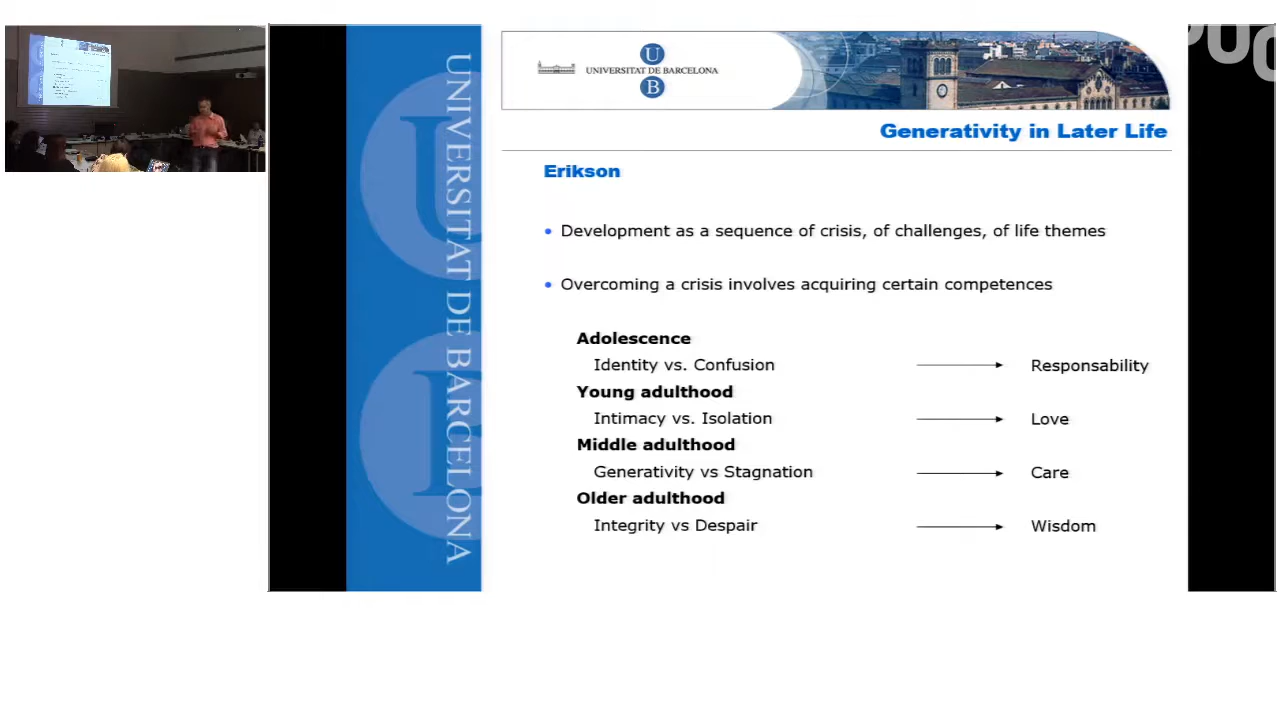 UOC
UNIVERSITAT DE BARCELONA
U
UNIVERSITAT DE BARCELONA
B
Generativity in Later Life
Erikson
• Development as a sequence of crisis, of challenges, of life themes
• Overcoming a crisis involves acquiring certain competences
Adolescence
Identity vs. Confusion Responsability
Young adulthood
Intimacy vs. Isolation Love
Middle adulthood
Generativity vs Stagnation Care
Older adulthood
Integrity vs Despair Wisdom